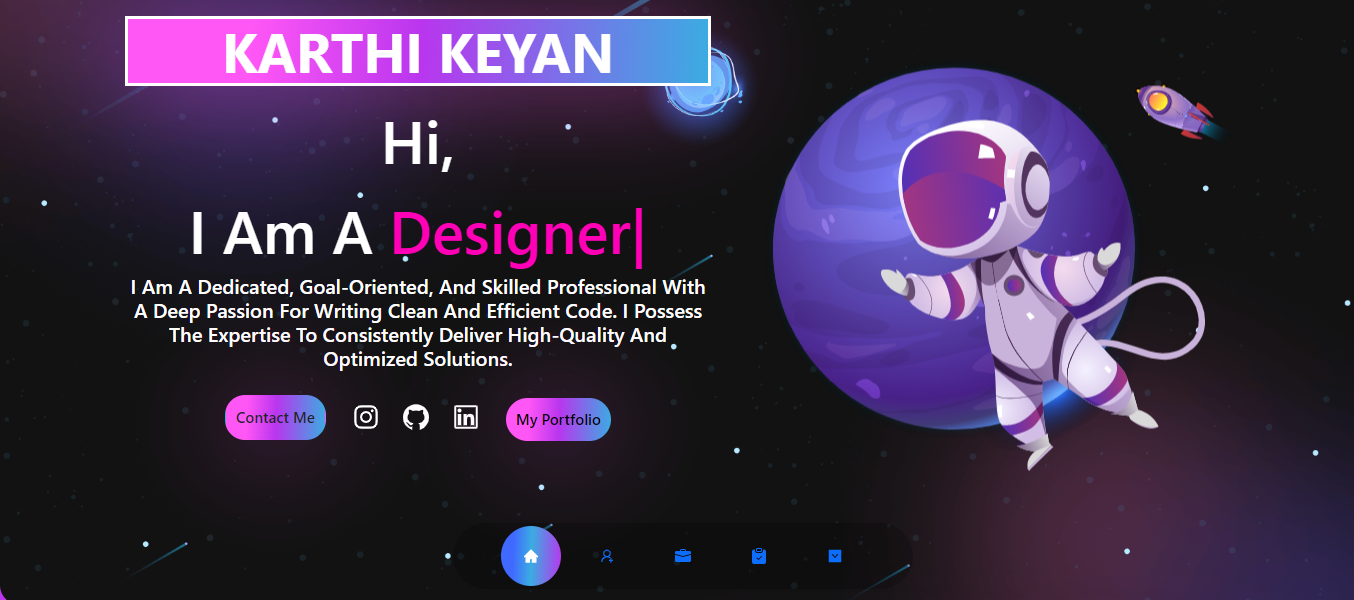 KARTHI KEYAN
Hi,
I Am A Designer|
I Am A Dedicated, Goal-Oriented, And Skilled Professional With
A Deep Passion For Writing Clean And Efficient Code. I Possess
The Expertise To Consistently Deliver High-Quality And
Optimized Solutions.
Contact Me
My Portfolio